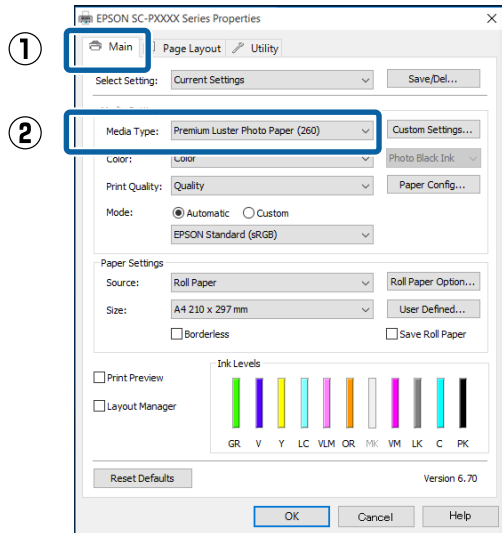 EPSON SC-PXXXX Series Properties
①
Main Page Layout Utility
Select Setting: Current Settings Save/Del...
②
Media Type: Premium Luster Photo Paper (260) Custom Settings...
Color: Color Photo Black Ink
Print Quality: Quality Paper Config...
Mode: Automatic Custom
EPSON Standard (sRGB)
Paper Settings
Source: Roll Paper Roll Paper Option...
Size: A4 210 x 297 mm User Defined...
Borderless Save Roll Paper
Ink Levels
Print Preview
Layout Manager
GR V Y LC VLM OR MK VM LK C PK
Reset Defaults Version 6.70
OK Cancel Help